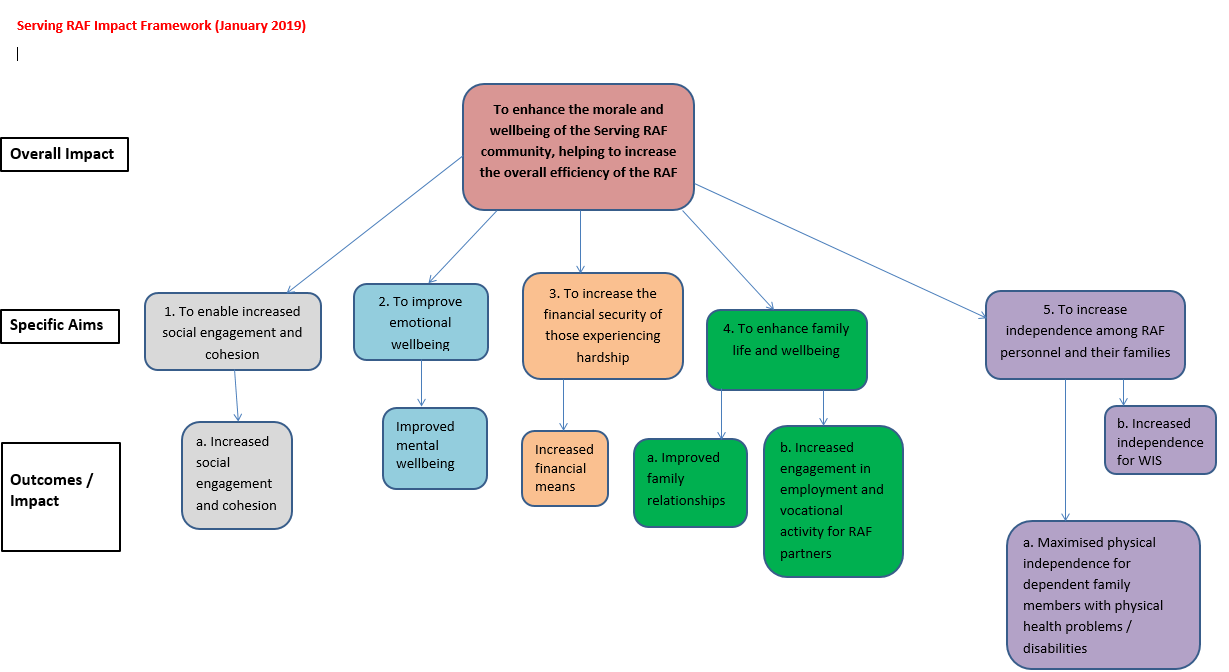 Serving RAF Impact Framework (January 2019)
Overall Impact
To enhance the morale and
wellbeing of the Serving RAF
community, helping to increase
the overall efficiency of the RAF
Specific Aims
1. To enable increased
social engagement and
cohesion
2. To improve
emotional
wellbeing
3. To increase the
financial security of
those experiencing
hardship
4. To enhance family
life and wellbeing
5. To increase
independence among RAF
personnel and their families
Outcomes /
Impact
a. Increased
social
engagement
and cohesion
Improved
mental
wellbeing
Increased
financial
means
a. Improved
family
relationships
b. Increased
engagement in
employment and
vocational
activity for RAF
partners
b. Increased
independence
for WIS
a. Maximised physical
independence for
dependent family
members with physical
health problems /
disabilities